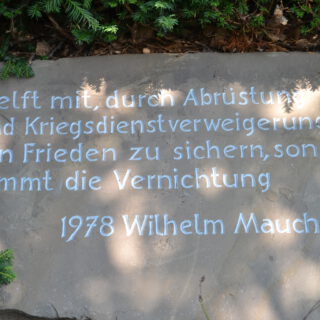 elft mit, durch Abrüstung
d Kriegsdienstverweigerung
n Frieden zu sichern, son
mmt die Vernichtung
1978 Wilhelm Mauch